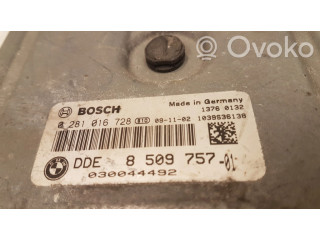 Ovoko
BOSCH
Made in Germany
0 281 016 728 09-11-02
1376 0132
1039S36138
DDE 8 509 757-01
030044492